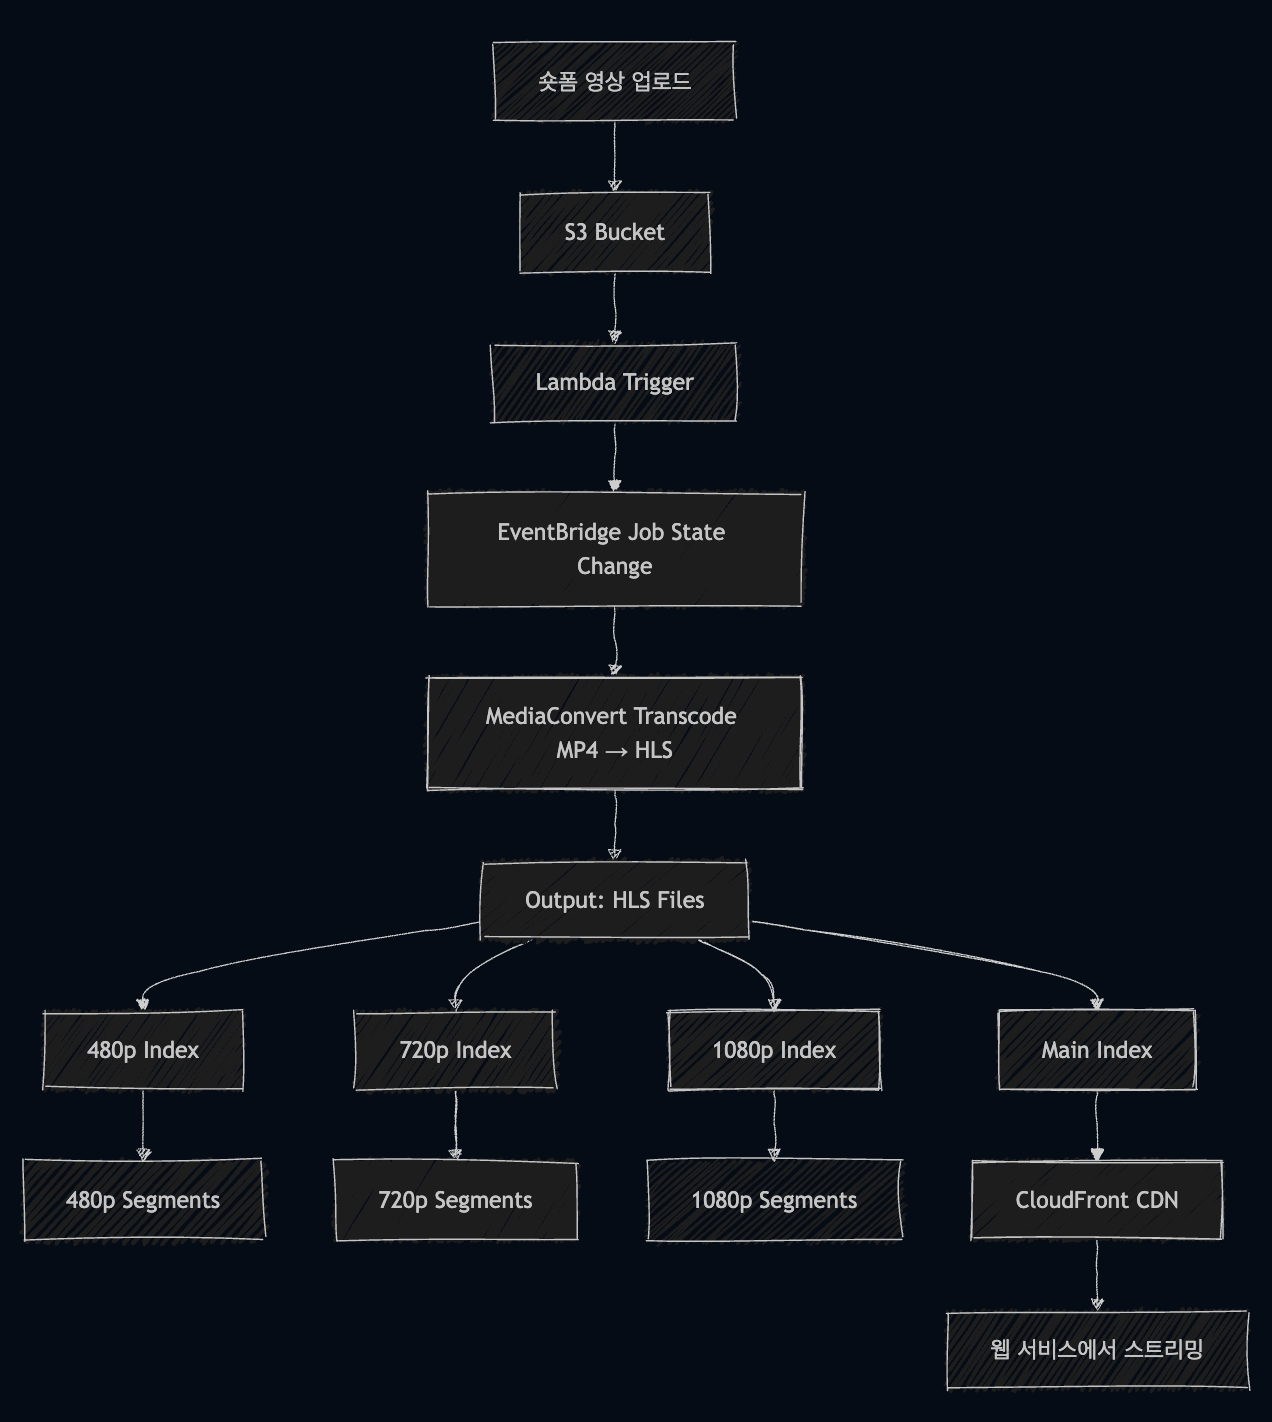 숏폼 영상 업로드
S3 Bucket
Lambda Trigger
EventBridge Job State
Change
MediaConvert Transcode
MP4 → HLS
Output: HLS Files
480p Index
720p Index
1080p Index
Main Index
480p Segments
720p Segments
1080p Segments
CloudFront CDN
웹 서비스에서 스트리밍